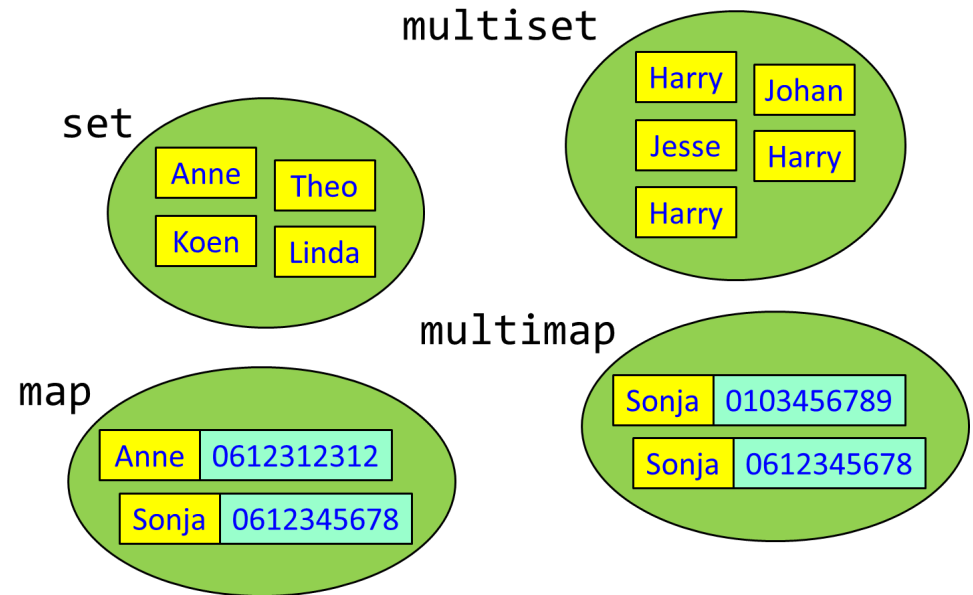 multiset
Harry
Johan
Jesse
Harry
Harry
set
Anne
Theo
Koen
Linda
multimap
Sonja 0103456789
Sonja 0612345678
map
Anne 0612312312
Sonja 0612345678